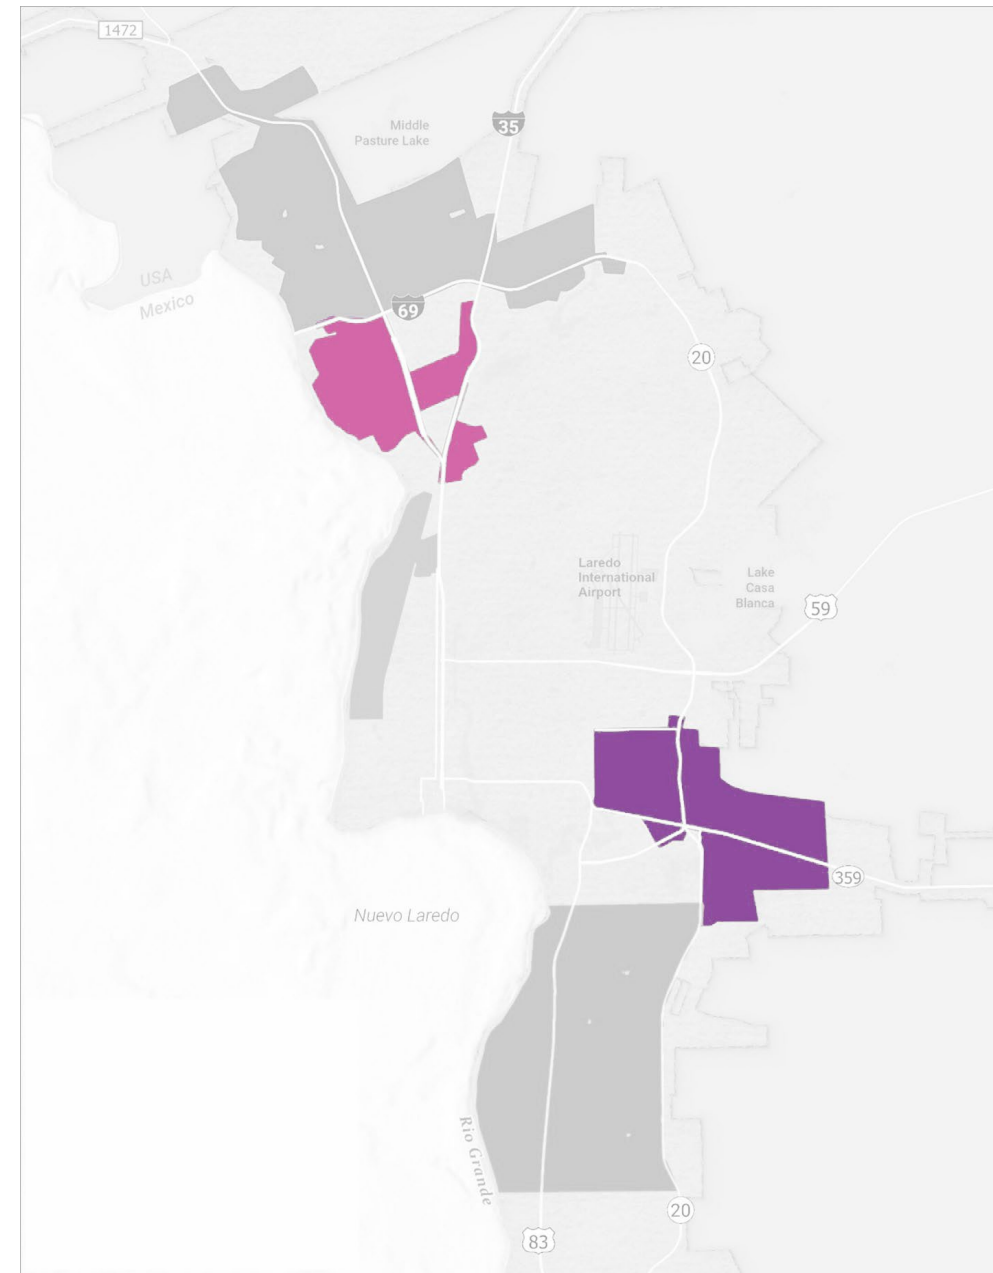 1472
Middle
Pasture Lake
35
USA
Mexico
69
20
Laredo
International
Airport
Lake
Casa
Blanca
59
359
Nuevo Laredo
Rio Grande
20
83